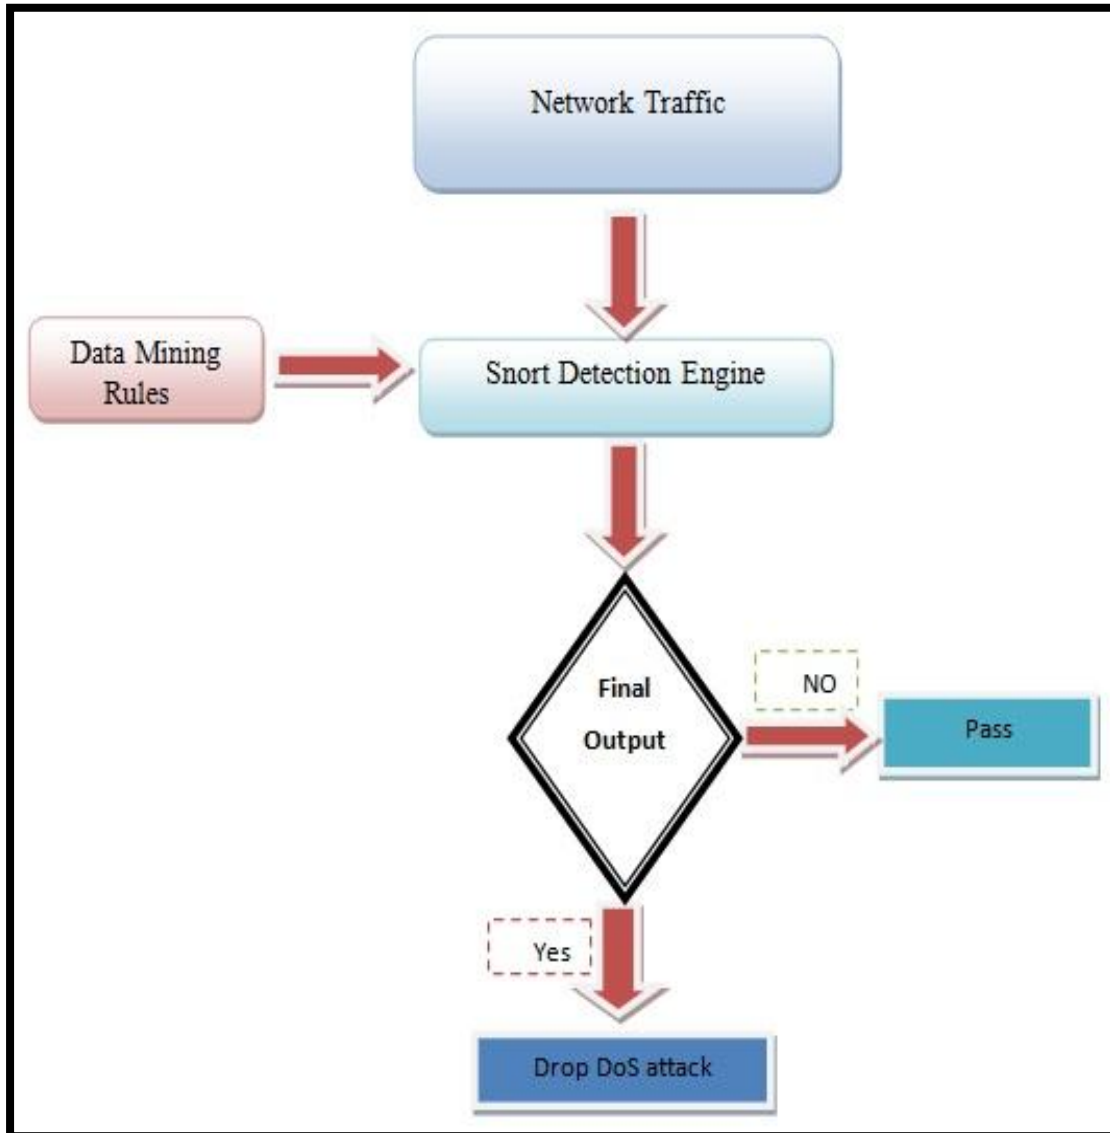 Network Traffic
Data Mining
Rules
Snort Detection Engine
Final
Output
NO
Pass
Yes
Drop DoS attack